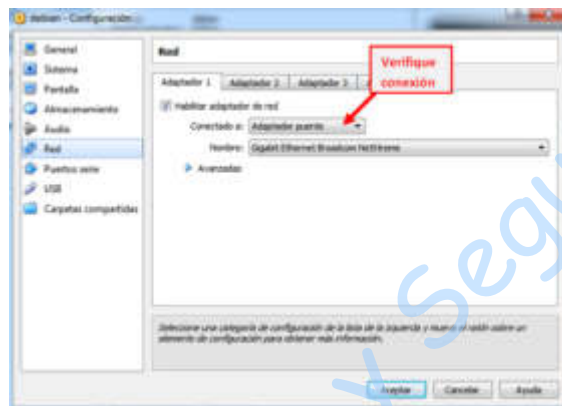 debian - Configuración
General
Sistema
Pantalla
Almacenamiento
Audio
Red
Puertos serie
USB
Carpetas compartidas
Red
Verifique
conexión
Adaptador 1
Adaptador 2
Adaptador 3
Habilitar adaptador de red
Conectado a: Adaptador puente
Nombre: Gigabit Ethernet Broadcom NetXtreme
Avanzadas
Seleccione una categoría de configuración de la lista de la izquierda y mueva el ratón sobre un
elemento de configuración para obtener más información.
Aceptar
Cancelar
Ayuda
y Segu